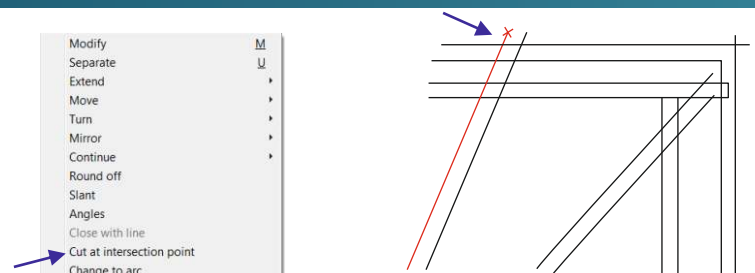 Modify M
Separate U
Extend
Move
Turn
Mirror
Continue
Round off
Slant
Angles
Close with line
Cut at intersection point
Change to arc